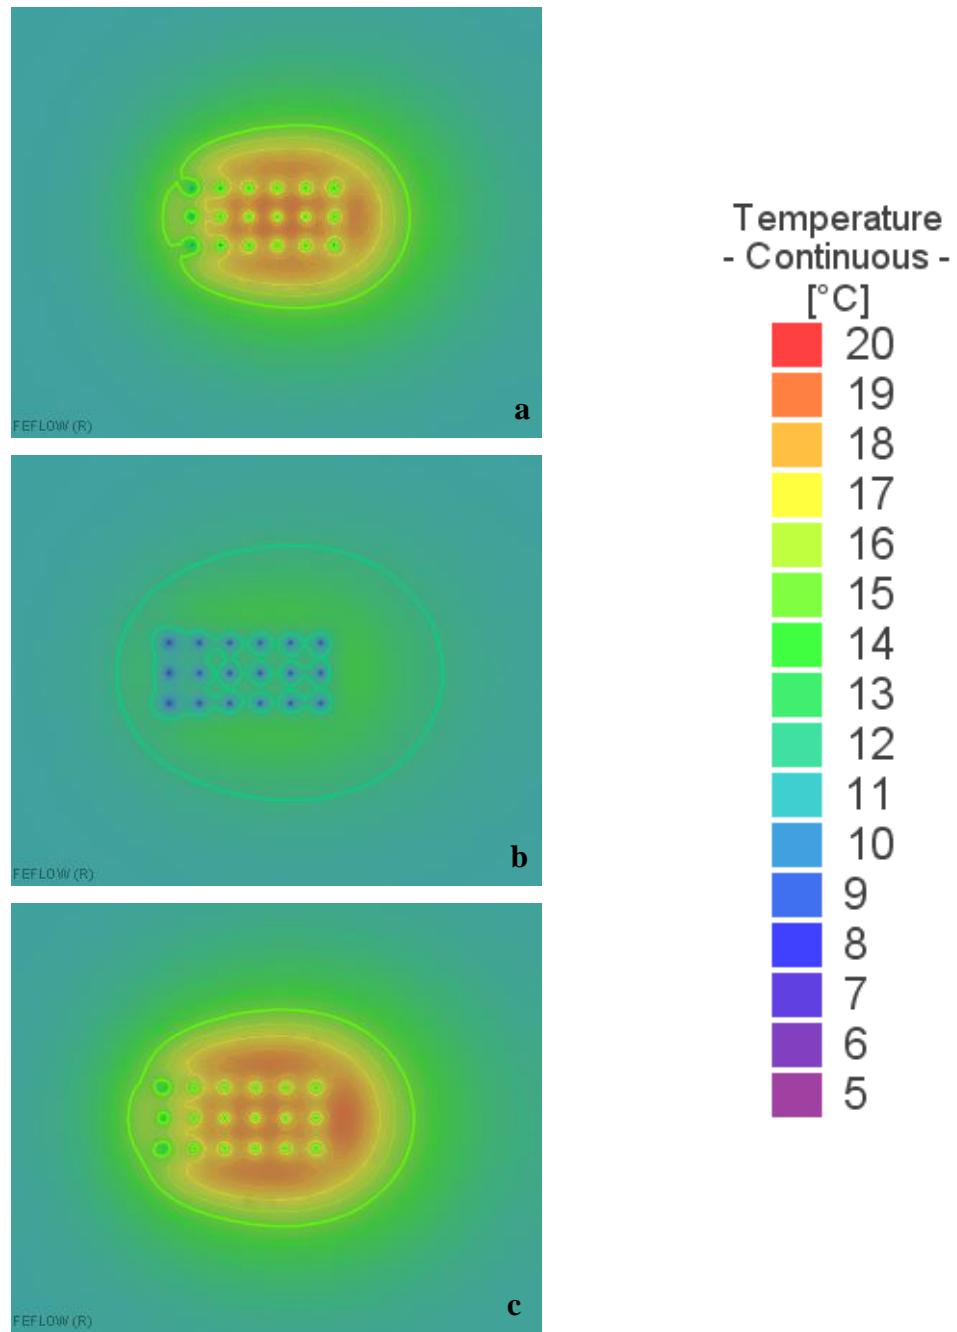 FEFLOW (R)
a
FEFLOW (R)
b
FEFLOW (R)
c
Temperature
- Continuous -
[°C]
20
19
18
17
16
15
14
13
12
11
10
9
8
7
6
5